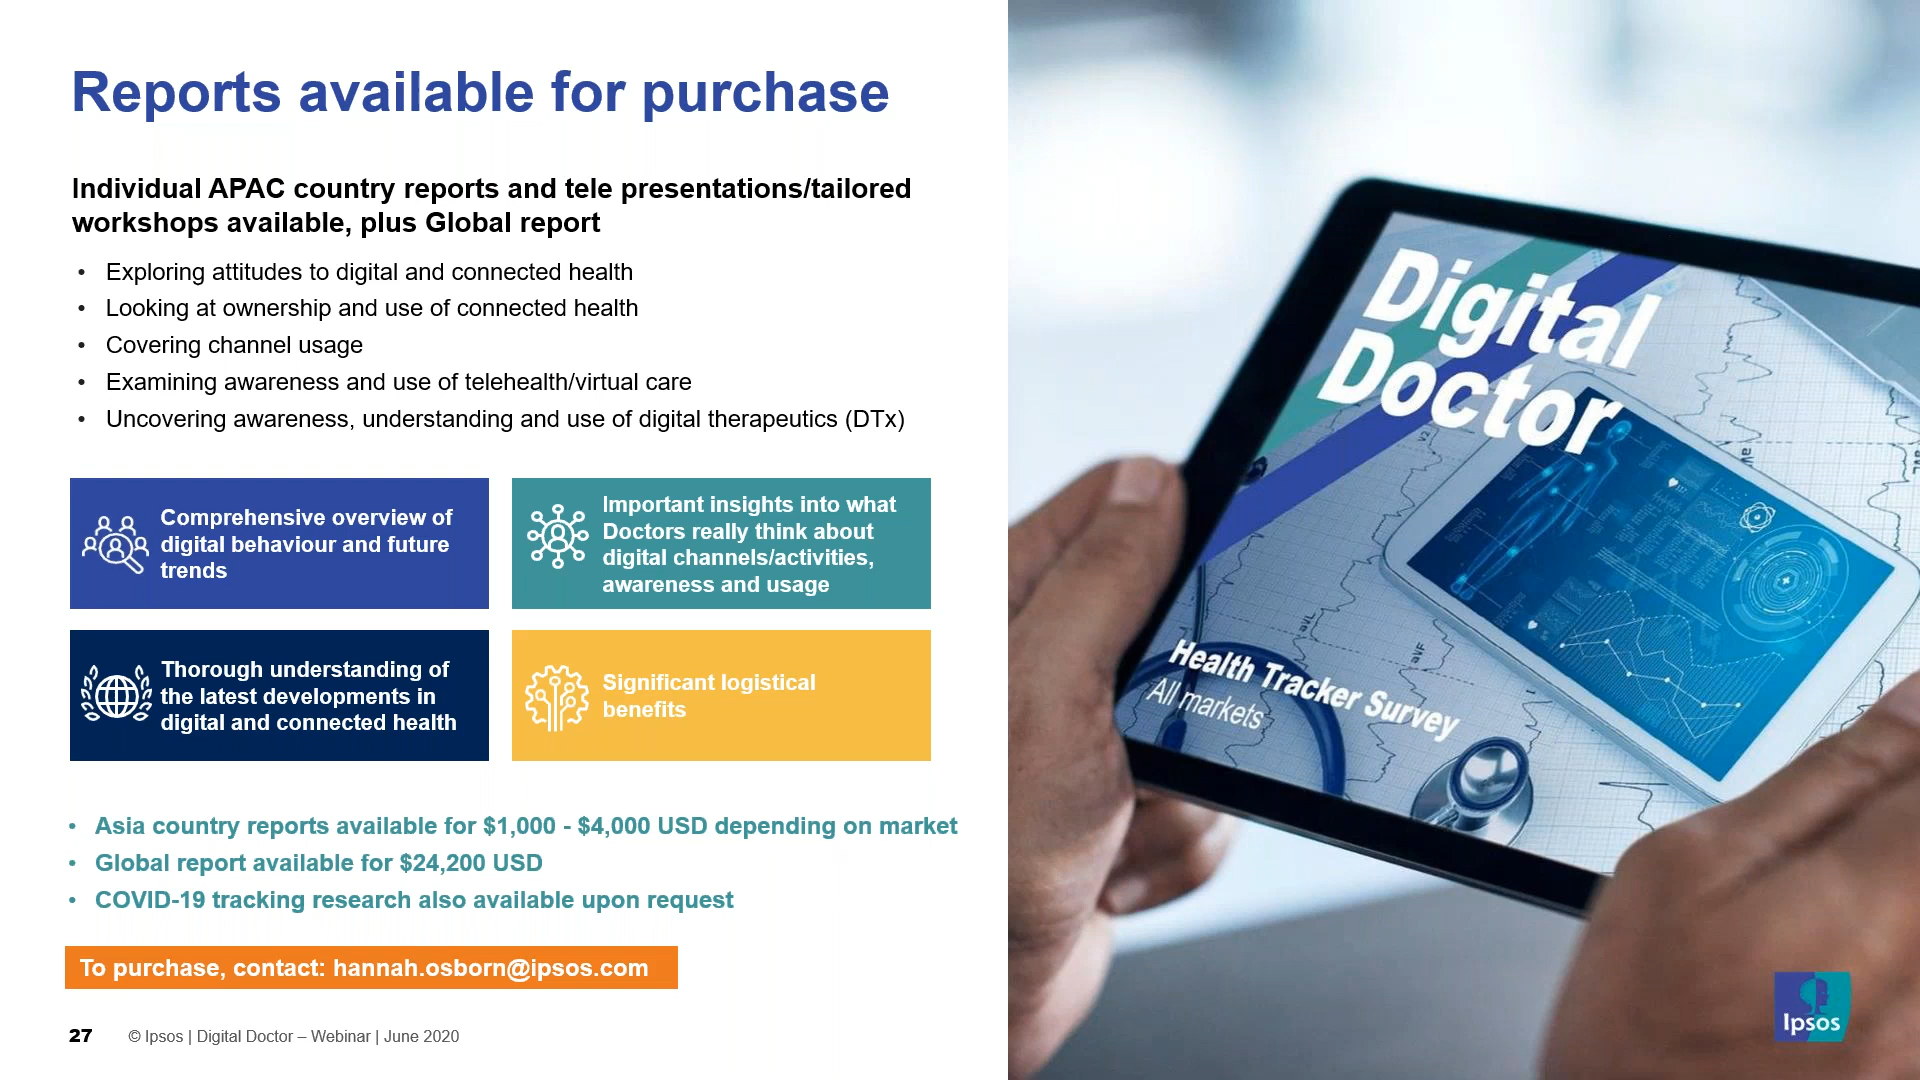 Reports available for purchase
Individual APAC country reports and tele presentations/tailored
workshops available, plus Global report
• Exploring attitudes to digital and connected health
• Looking at ownership and use of connected health
• Covering channel usage
• Examining awareness and use of telehealth/virtual care
• Uncovering awareness, understanding and use of digital therapeutics (DTx)
Comprehensive overview of
digital behaviour and future
trends
Important insights into what
Doctors really think about
digital channels/activities,
awareness and usage
Thorough understanding of
the latest developments in
digital and connected health
Significant logistical
benefits
• Asia country reports available for $1,000 - $4,000 USD depending on market
• Global report available for $24,200 USD
• COVID-19 tracking research also available upon request
To purchase, contact: hannah.osborn@ipsos.com
27 © Ipsos | Digital Doctor – Webinar | June 2020
Digital
Doctor
Health Tracker Survey
All markets
V2
aVL
aVF
Ipsos